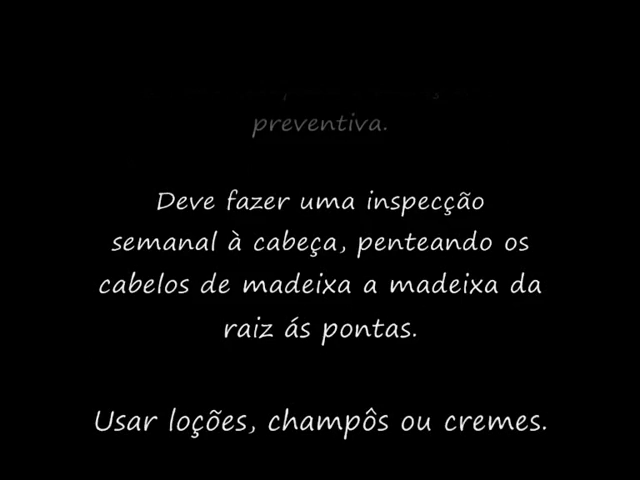 preventiva.
Deve fazer uma inspecção
semanal à cabeça, penteando os
cabelos de madeixa a madeixa da
raiz ás pontas.
Usar loções, champôs ou cremes.